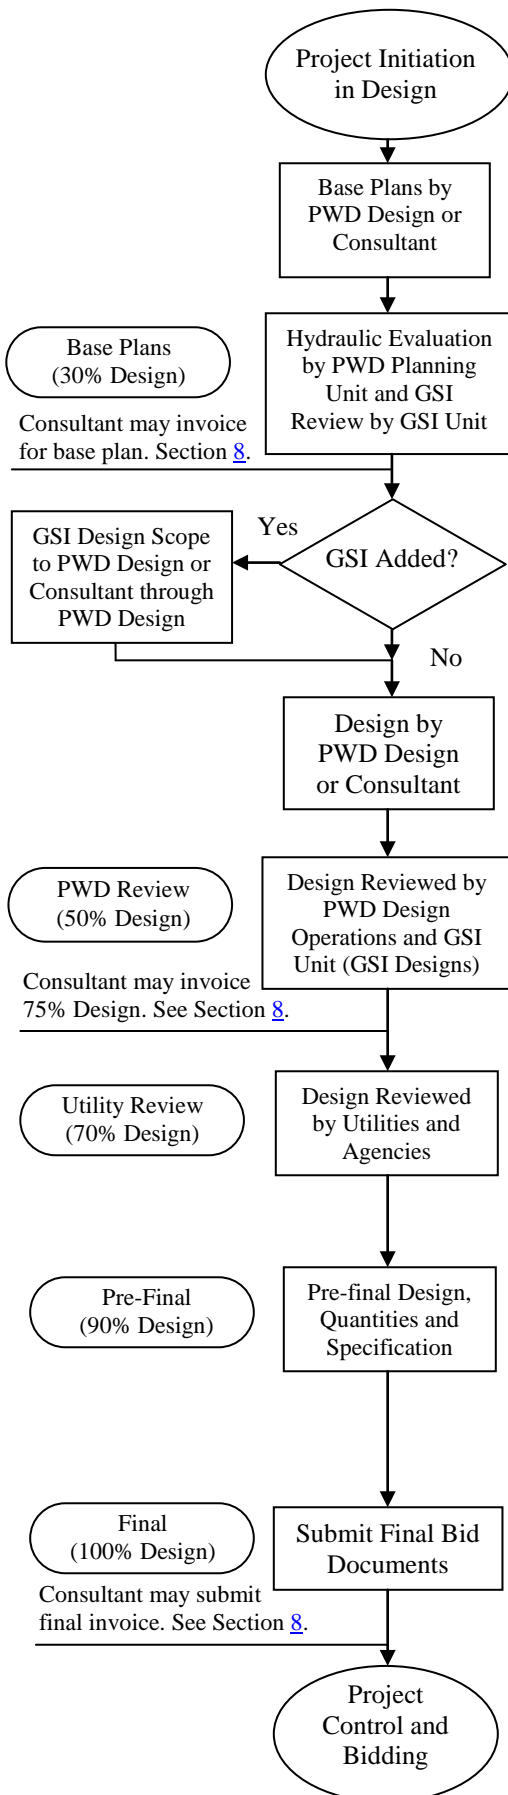 Project Initiation
in Design
Base Plans by
PWD Design or
Consultant
Base Plans
(30% Design)
Hydraulic Evaluation
by PWD Planning
Unit and GSI
Review by GSI Unit
Consultant may invoice
for base plan. Section 8.
GSI Added?
Yes
GSI Design Scope
to PWD Design or
Consultant through
PWD Design
No
Design by
PWD Design
or Consultant
PWD Review
(50% Design)
Design Reviewed by
PWD Design
Operations and GSI
Unit (GSI Designs)
Consultant may invoice
75% Design. See Section 8.
Utility Review
(70% Design)
Design Reviewed
by Utilities and
Agencies
Pre-Final
(90% Design)
Pre-final Design,
Quantities and
Specification
Final
(100% Design)
Submit Final Bid
Documents
Consultant may submit
final invoice. See Section 8.
Project
Control and
Bidding